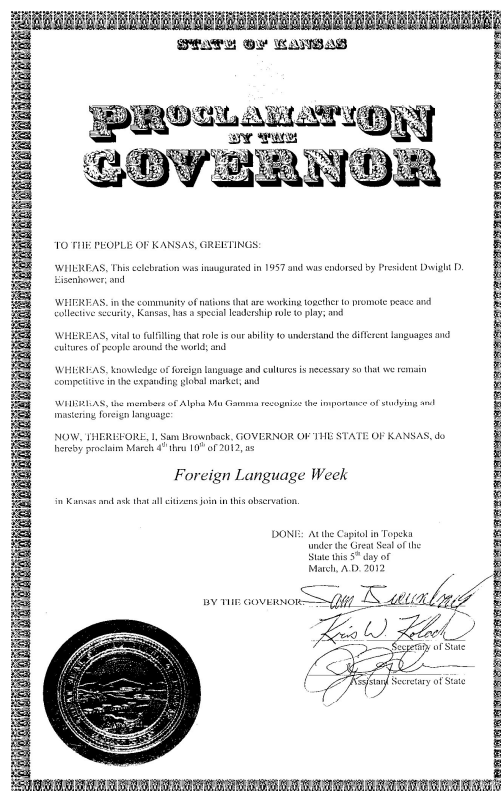 STATE OF KANSAS
PROCLAMATION
BY THE
GOVERNOR
TO THE PEOPLE OF KANSAS, GREETINGS:
WHEREAS, This celebration was inaugurated in 1957 and was endorsed by President Dwight D.
Eisenhower; and
WHEREAS, in the community of nations that are working together to promote peace and
collective security, Kansas, has a special leadership role to play; and
WHEREAS, vital to fulfilling that role is our ability to understand the different languages and
cultures of people around the world; and
WHEREAS, knowledge of foreign language and cultures is necessary so that we remain
competitive in the expanding global market; and
WHEREAS, the members of Alpha Mu Gamma recognize the importance of studying and
mastering foreign language:
NOW, THEREFORE, I, Sam Brownback, GOVERNOR OF THE STATE OF KANSAS, do
hereby proclaim March 4th thru 10th of 2012, as
Foreign Language Week
in Kansas and ask that all citizens join in this observation.
DONE: At the Capitol in Topeka
under the Great Seal of the
State this 5th day of
March, A.D. 2012
BY THE GOVERNOR: Sam Brownback
Kris W. Kobach
Secretary of State
Assistant Secretary of State